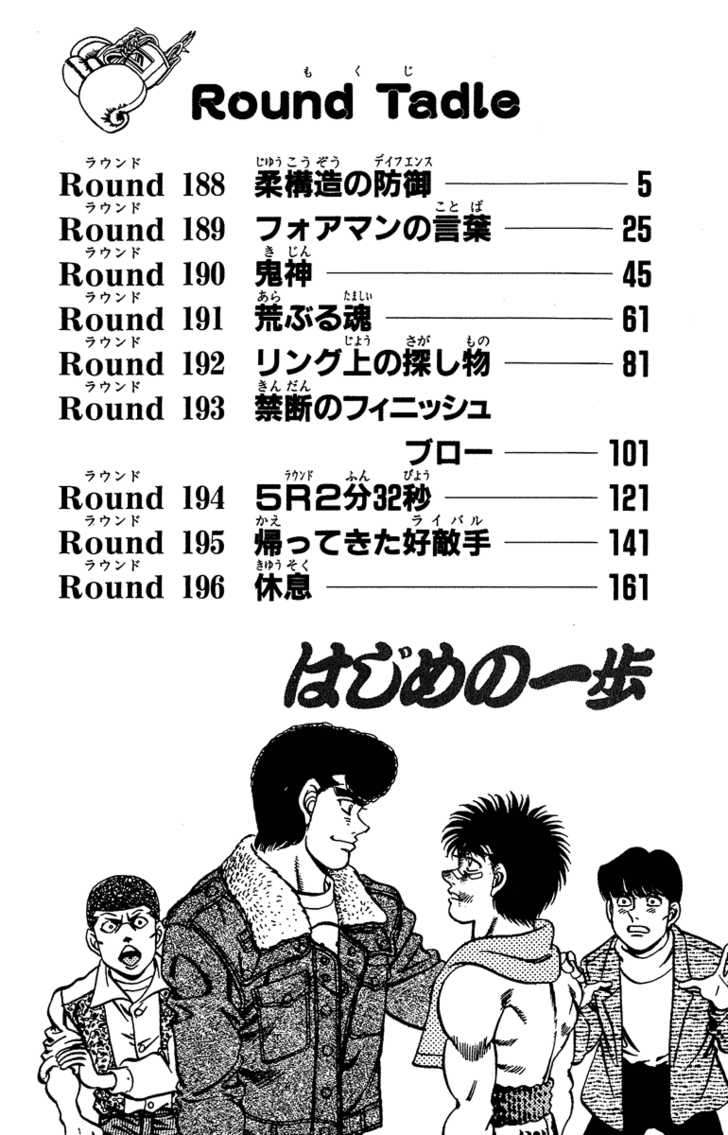 もくじ
Round Tadle
ラウンド じゅうこうぞう ディフエンス
Round 188 柔構造の防御 5
ラウンド ことば
Round 189 フォアマンの言葉 25
ラウンド きじん
Round 190 鬼神 45
ラウンド あら たましい
Round 191 荒ぶる魂 61
ラウンド じょう さが もの
Round 192 リング上の探し物 81
ラウンド きんだん
Round 193 禁断のフィニッシュ
ブロー 101
ラウンド ラウンド ふん びょう
Round 194 5R2分32秒 121
ラウンド かえ ライバル
Round 195 帰ってきた好敵手 141
ラウンド きゅうそく
Round 196 休息 161
はじめの一歩